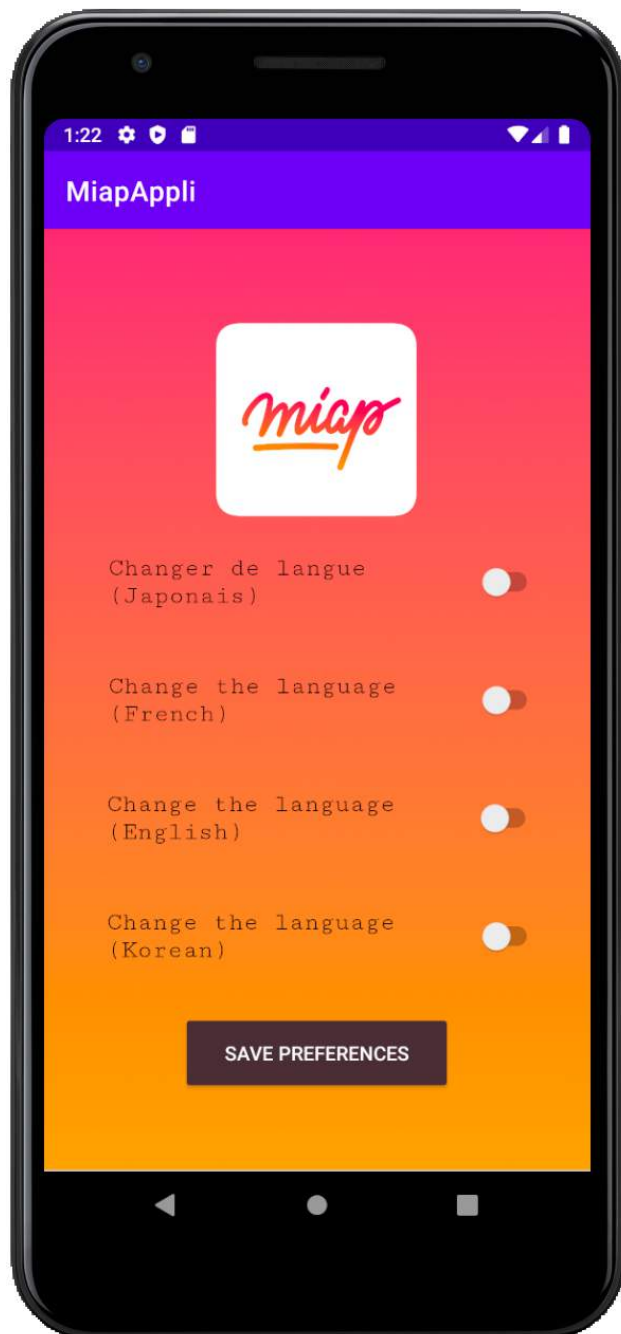 1:22
MiapAppli
miap
Changer de langue
(Japonais)
Change the language
(French)
Change the language
(English)
Change the language
(Korean)
SAVE PREFERENCES